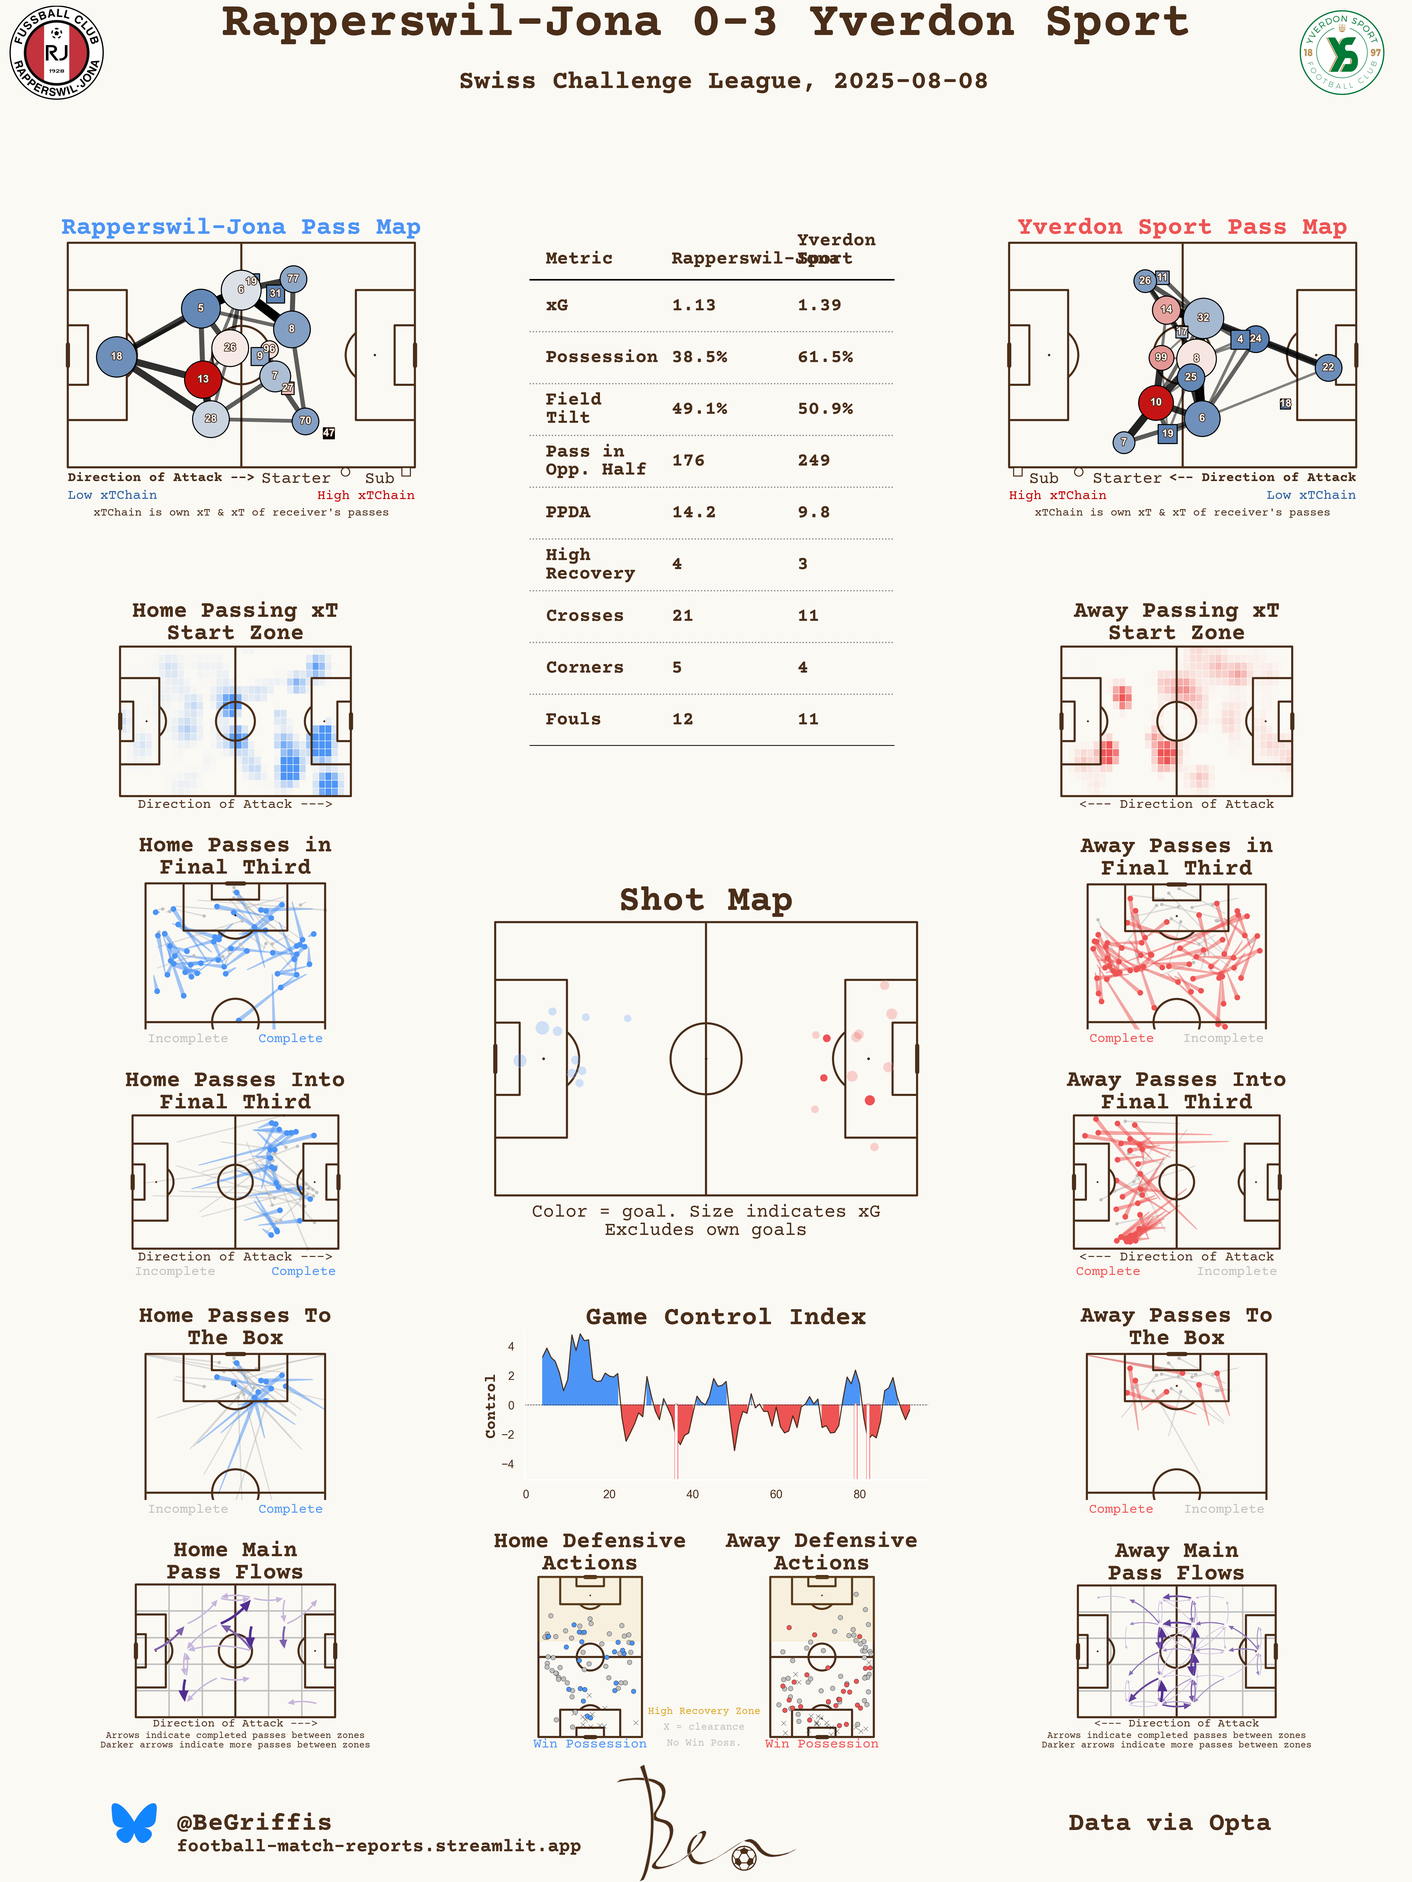 Rapperswil-Jona 0-3 Yverdon Sport
Swiss Challenge League, 2025-08-08
FUSSBALL CLUB
RJ
1928
RAPPERSWIL-JONA
YVERDON SPORT
18 97
YS
FOOTBALL CLUB
Rapperswil-Jona Pass Map
19
77
6
31
5
8
26
96
9
18
13
7
27
28
70
47
Direction of Attack --> Starter Sub
Low xTChain High xTChain
xTChain is own xT & xT of receiver's passes
Metric Rapperswil-Jona Yverdon Sport
xG 1.13 1.39
Possession 38.5% 61.5%
Field
Tilt 49.1% 50.9%
Pass in
Opp. Half 176 249
PPDA 14.2 9.8
High
Recovery 4 3
Crosses 21 11
Corners 5 4
Fouls 12 11
Yverdon Sport Pass Map
26
11
14
32
17
4
24
99
8
22
25
10
18
6
19
7
Sub Starter <-- Direction of Attack
High xTChain Low xTChain
xTChain is own xT & xT of receiver's passes
Home Passing xT
Start Zone
Direction of Attack --->
Away Passing xT
Start Zone
<--- Direction of Attack
Home Passes in
Final Third
Incomplete Complete
Away Passes in
Final Third
Complete Incomplete
Shot Map
Color = goal. Size indicates xG
Excludes own goals
Home Passes Into
Final Third
Direction of Attack --->
Incomplete Complete
Away Passes Into
Final Third
<--- Direction of Attack
Complete Incomplete
Home Passes To
The Box
Incomplete Complete
Game Control Index
Control
4
2
0
−2
−4
0 20 40 60 80
Away Passes To
The Box
Complete Incomplete
Home Main
Pass Flows
Direction of Attack --->
Arrows indicate completed passes between zones
Darker arrows indicate more passes between zones
Home Defensive
Actions
Win Possession
Away Defensive
Actions
Win Possession
High Recovery Zone
X = clearance
No Win Poss.
Away Main
Pass Flows
<--- Direction of Attack
Arrows indicate completed passes between zones
Darker arrows indicate more passes between zones
@BeGriffis
football-match-reports.streamlit.app
Ben
Data via Opta